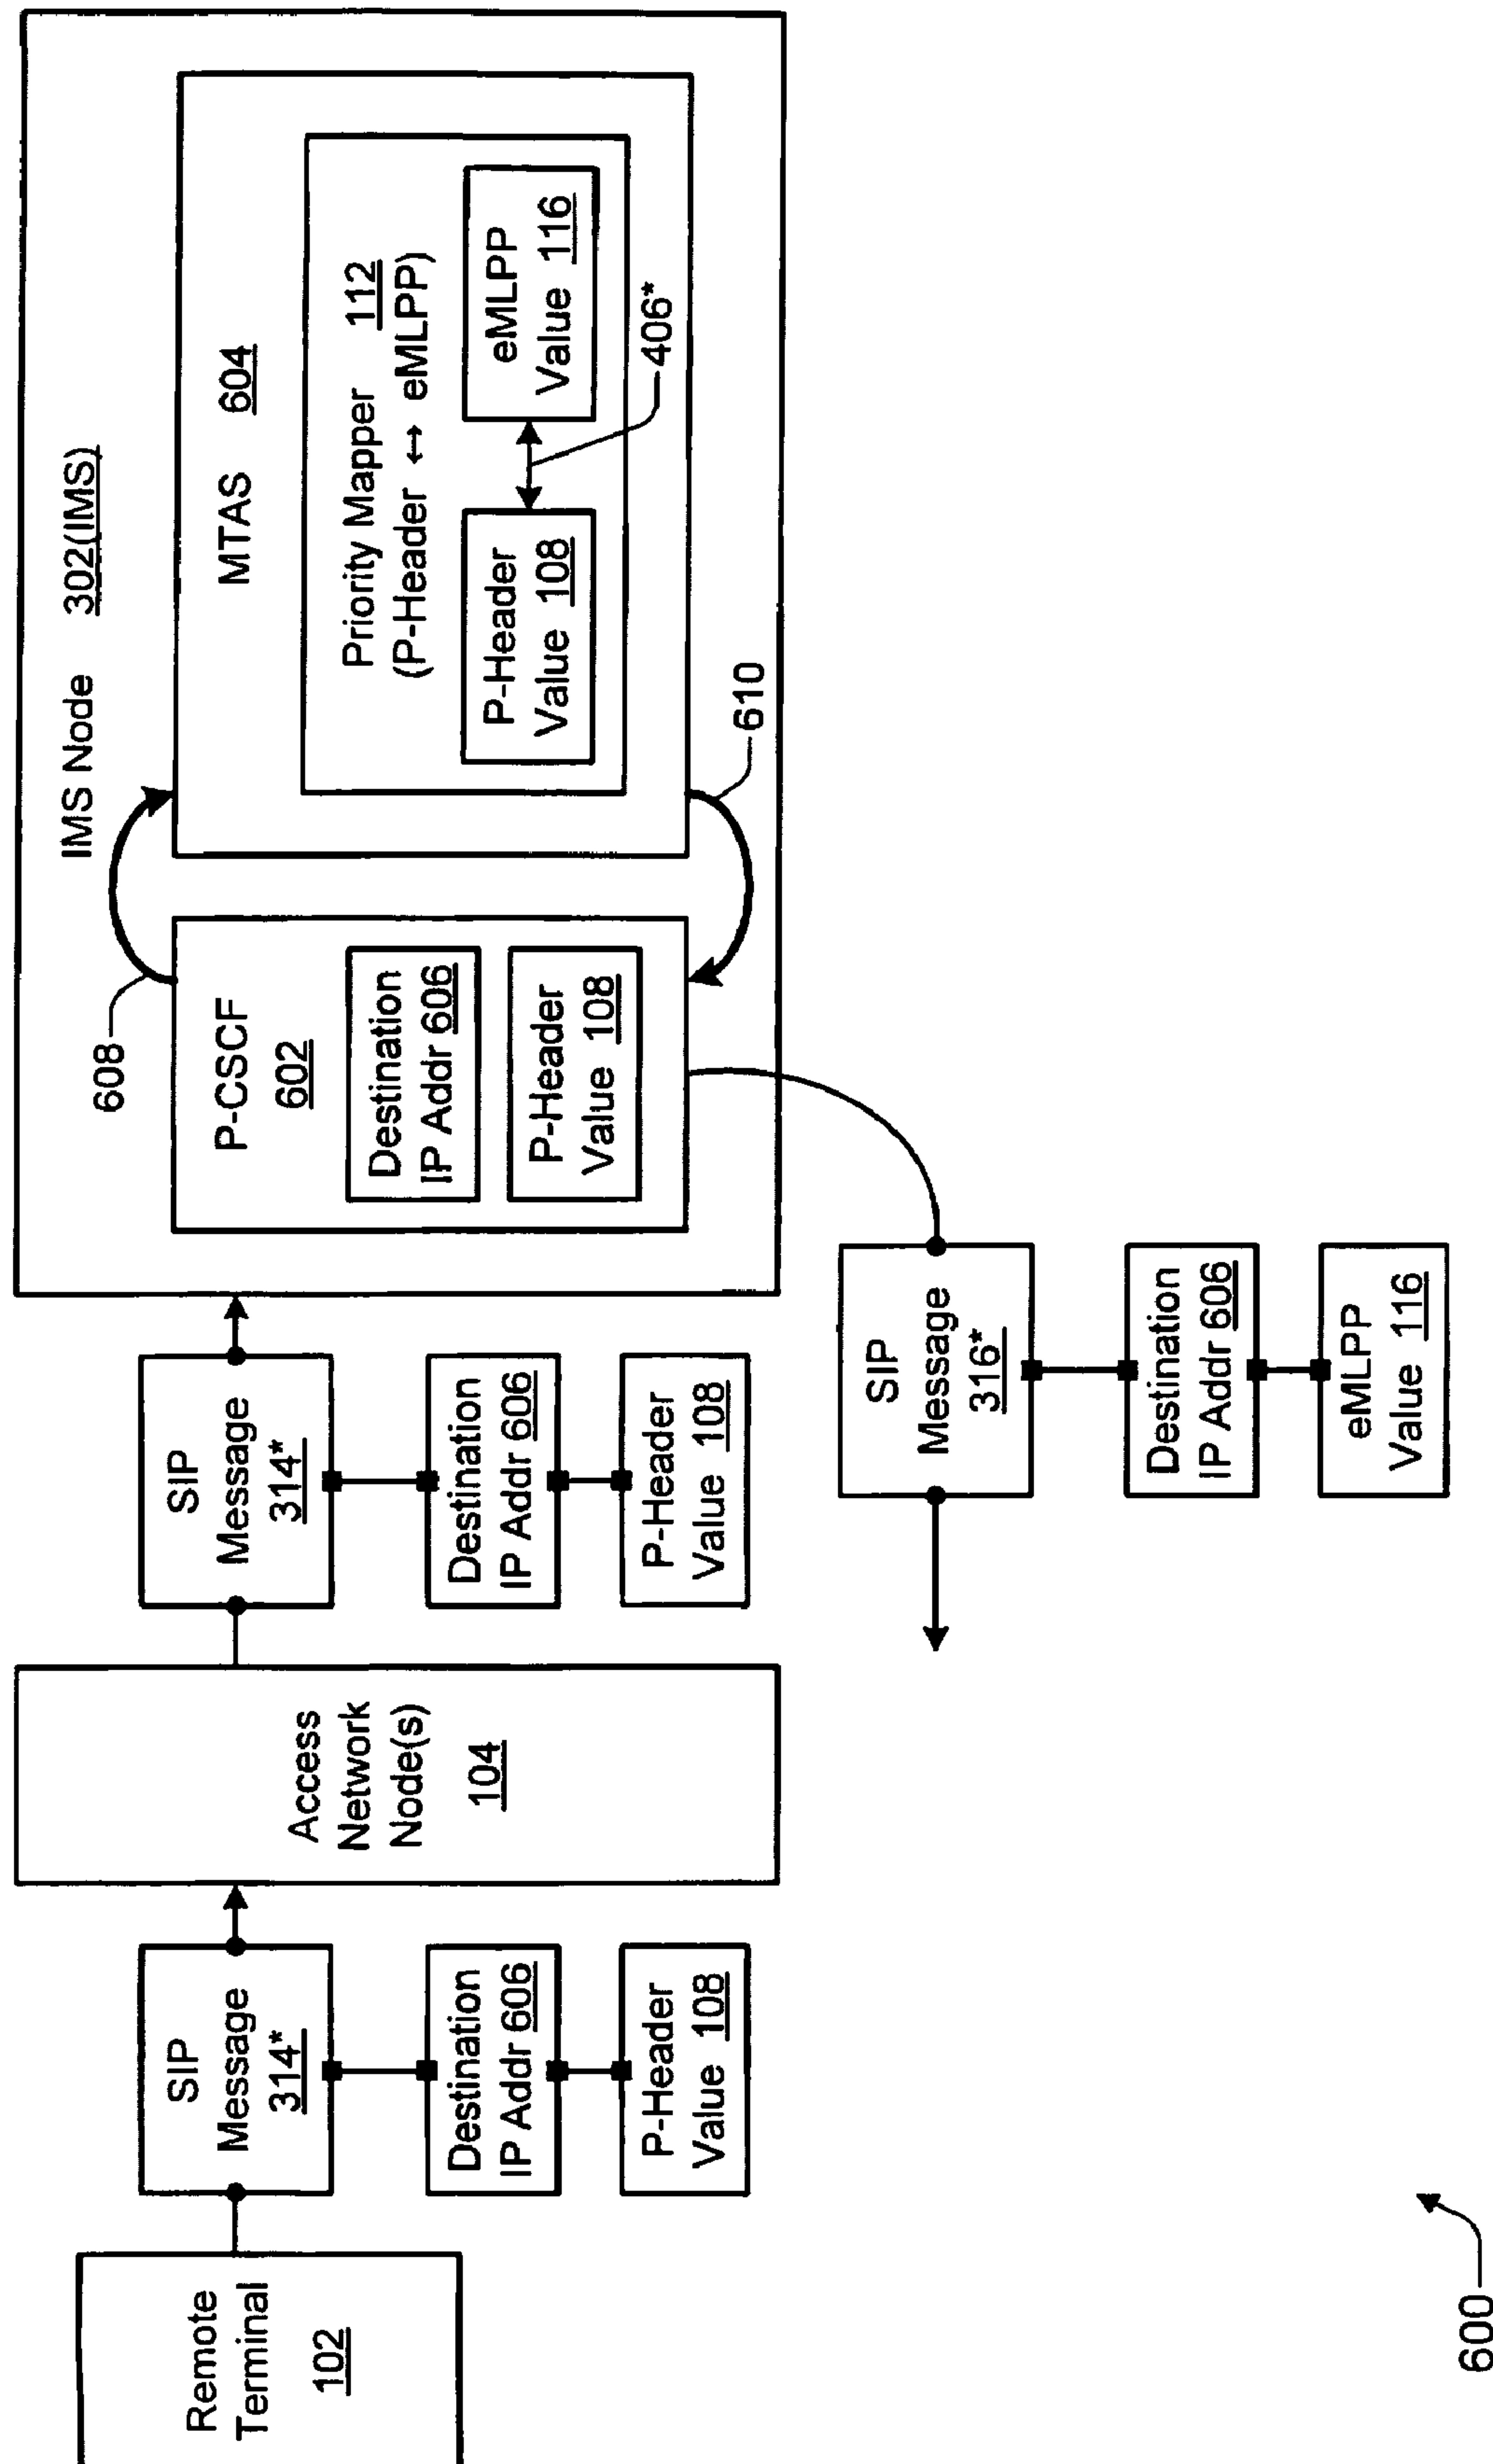 Remote
Terminal
102
SIP
Message
314*
Destination
IP Addr 606
P-Header
Value 108
Access
Network
Node(s)
104
SIP
Message
314*
Destination
IP Addr 606
P-Header
Value 108
IMS Node 302(IMS)
608
P-CSCF
602
Destination
IP Addr 606
P-Header
Value 108
MTAS 604
Priority Mapper 112
(P-Header ↔ eMLPP)
P-Header
Value 108
eMLPP
Value 116
406*
610
SIP
Message
316*
Destination
IP Addr 606
eMLPP
Value 116
600